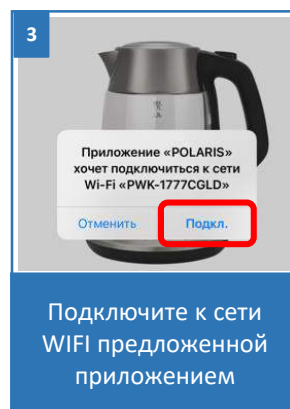 3
Приложение «POLARIS»
хочет подключиться к сети
Wi-Fi «PWK-1777CGLD»
Отменить
Подкл.
Подключите к сети
WIFI предложенной
приложением